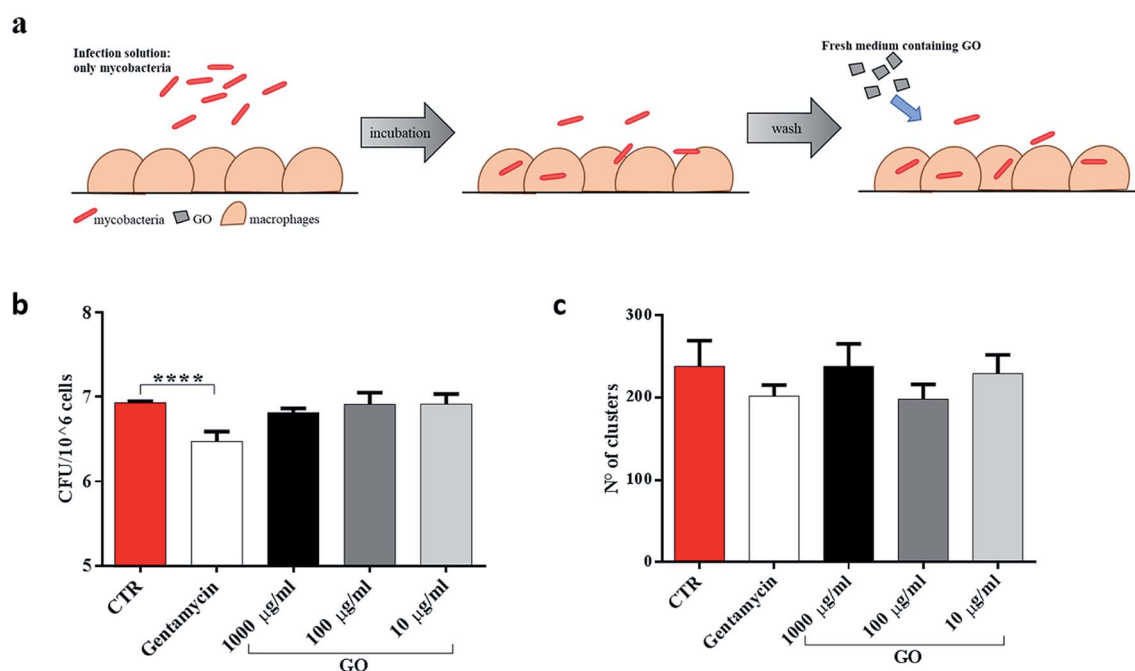 a
Infection solution:
only mycobacteria
Fresh medium containing GO
incubation
wash
mycobacteria GO macrophages
b
8
7
6
5
CFU/10^6 cells
****
CTR
Gentamycin
1000 µg/ml
100 µg/ml
10 µg/ml
GO
c
300
200
100
0
N° of clusters
CTR
Gentamycin
1000 µg/ml
100 µg/ml
10 µg/ml
GO